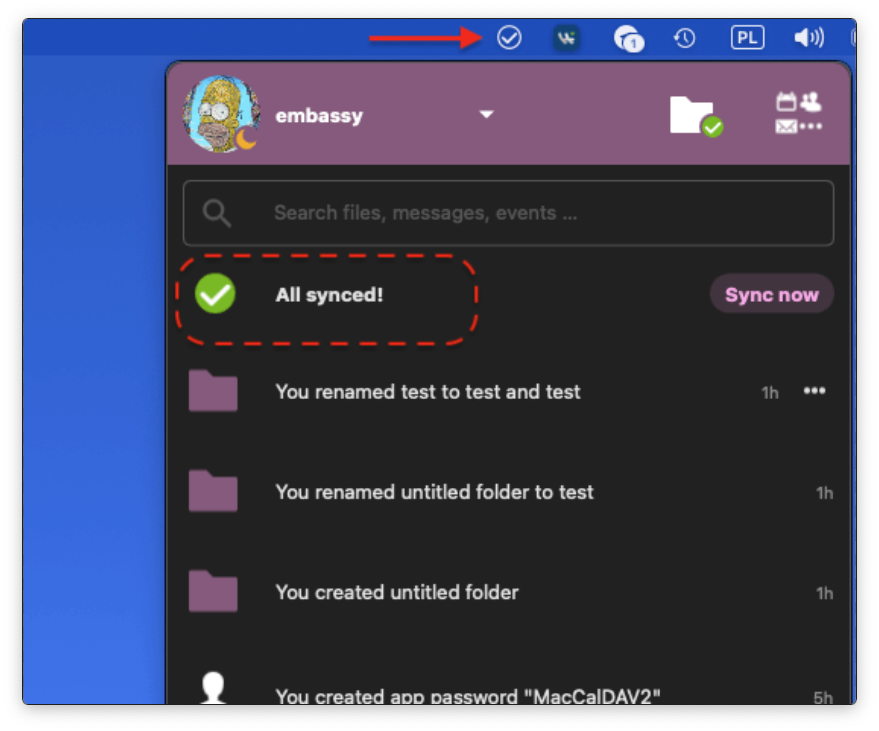 1
PL
embassy
Search files, messages, events ...
All synced!
Sync now
You renamed test to test and test
1h
You renamed untitled folder to test
1h
You created untitled folder
1h
You created app password "MacCalDAV2"
5h